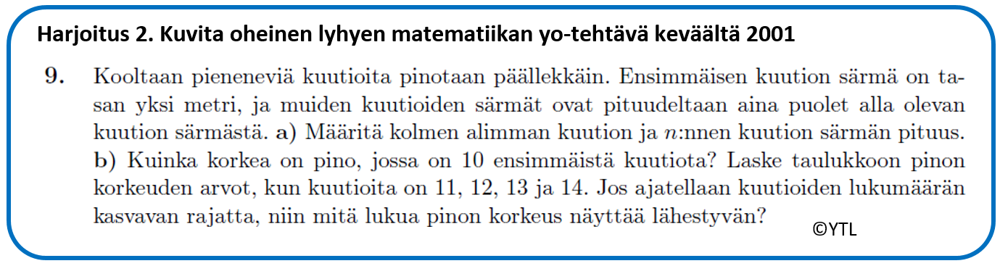 Harjoitus 2. Kuvita oheinen lyhyen matematiikan yo-tehtävä keväältä 2001
9. Kooltaan pieneneviä kuutioita pinotaan päällekkäin. Ensimmäisen kuution särmä on ta-
san yksi metri, ja muiden kuutioiden särmät ovat pituudeltaan aina puolet alla olevan
kuution särmästä. a) Määritä kolmen alimman kuution ja n:nnen kuution särmän pituus.
b) Kuinka korkea on pino, jossa on 10 ensimmäistä kuutiota? Laske taulukkoon pinon
korkeuden arvot, kun kuutioita on 11, 12, 13 ja 14. Jos ajatellaan kuutioiden lukumäärän
kasvavan rajatta, niin mitä lukua pinon korkeus näyttää lähestyvän?
©YTL